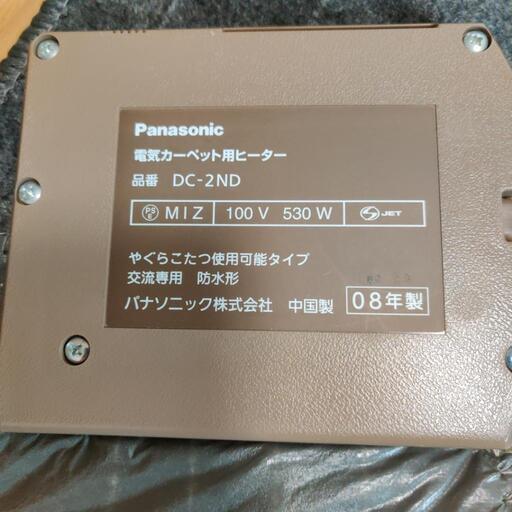 Panasonic
電気カーペット用ヒーター
品番 DC-2ND
PS E MIZ 100V 530W S JET
やぐらこたつ使用可能タイプ
交流専用 防水形
パナソニック株式会社 中国製 08年製